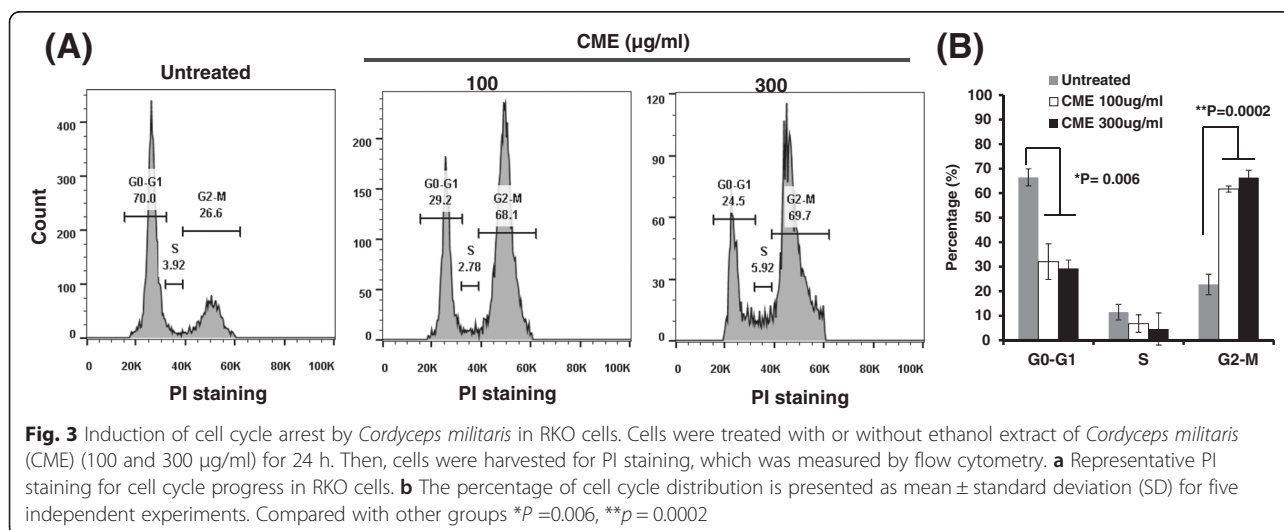 (A)
CME (µg/ml)
Untreated
100
300
400
300
200
100
0
Count
G0-G1
70.0
G2-M
26.6
S
3.92
0 20K 40K 60K 80K 100K
PI staining
200
150
100
50
0
G0-G1
29.2
G2-M
68.1
S
2.78
0 20K 40K 60K 80K 100K
PI staining
120
90
60
30
0
G0-G1
24.5
G2-M
69.7
S
5.92
0 20K 40K 60K 80K 100K
PI staining
(B)
Untreated
CME 100ug/ml
CME 300ug/ml
**P=0.0002
*P= 0.006
100
90
80
70
60
50
40
30
20
10
0
Percentage (%)
G0-G1 S G2-M
Fig. 3 Induction of cell cycle arrest by Cordyceps militaris in RKO cells. Cells were treated with or without ethanol extract of Cordyceps militaris
(CME) (100 and 300 µg/ml) for 24 h. Then, cells were harvested for PI staining, which was measured by flow cytometry. a Representative PI
staining for cell cycle progress in RKO cells. b The percentage of cell cycle distribution is presented as mean ± standard deviation (SD) for five
independent experiments. Compared with other groups *P =0.006, **p = 0.0002